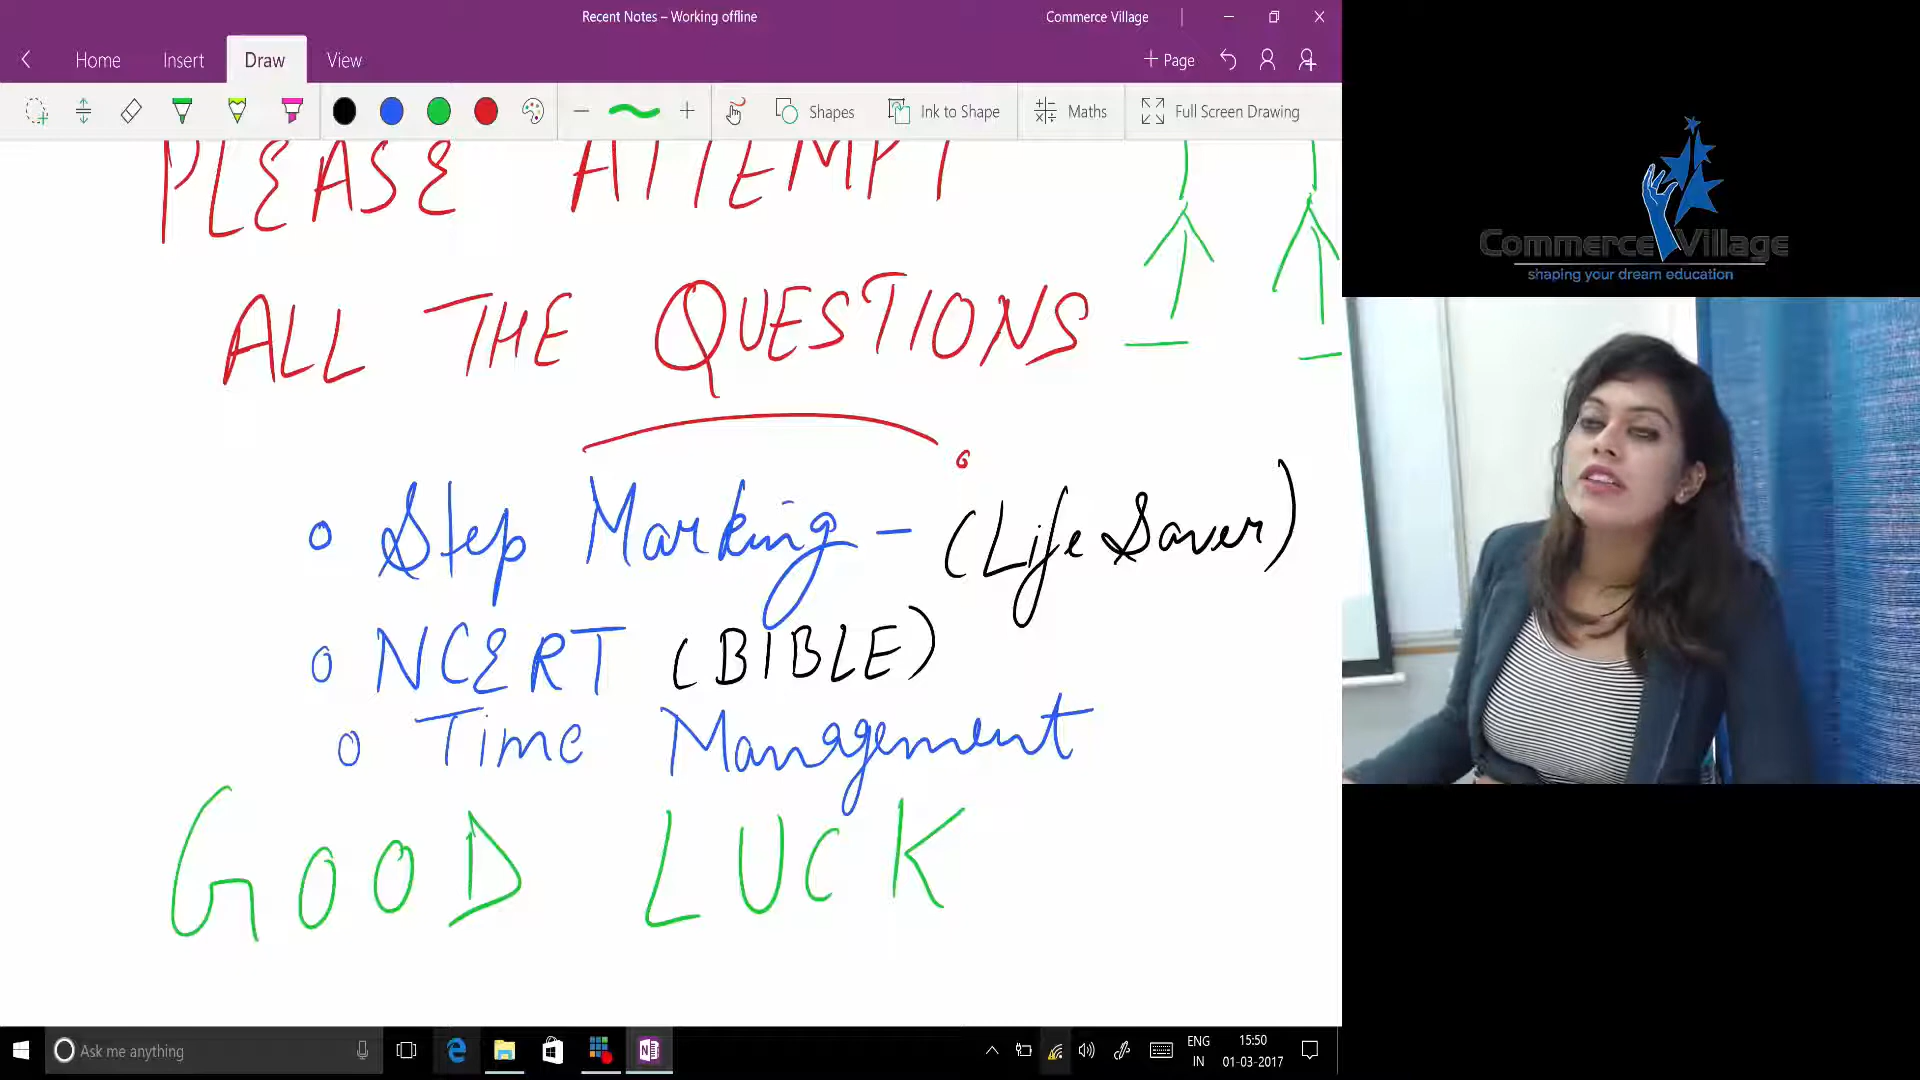 Recent Notes – Working offline
Commerce Village
Home
Insert
Draw
View
+ Page
Shapes
Ink to Shape
Maths
Full Screen Drawing
PLEASE ATTEMPT
ALL THE QUESTIONS
Step Marking - (Life Saver)
NCERT (BIBLE)
Time Management
GOOD LUCK
Commerce Village
shaping your dream education
Ask me anything
ENG
IN
15:50
01-03-2017